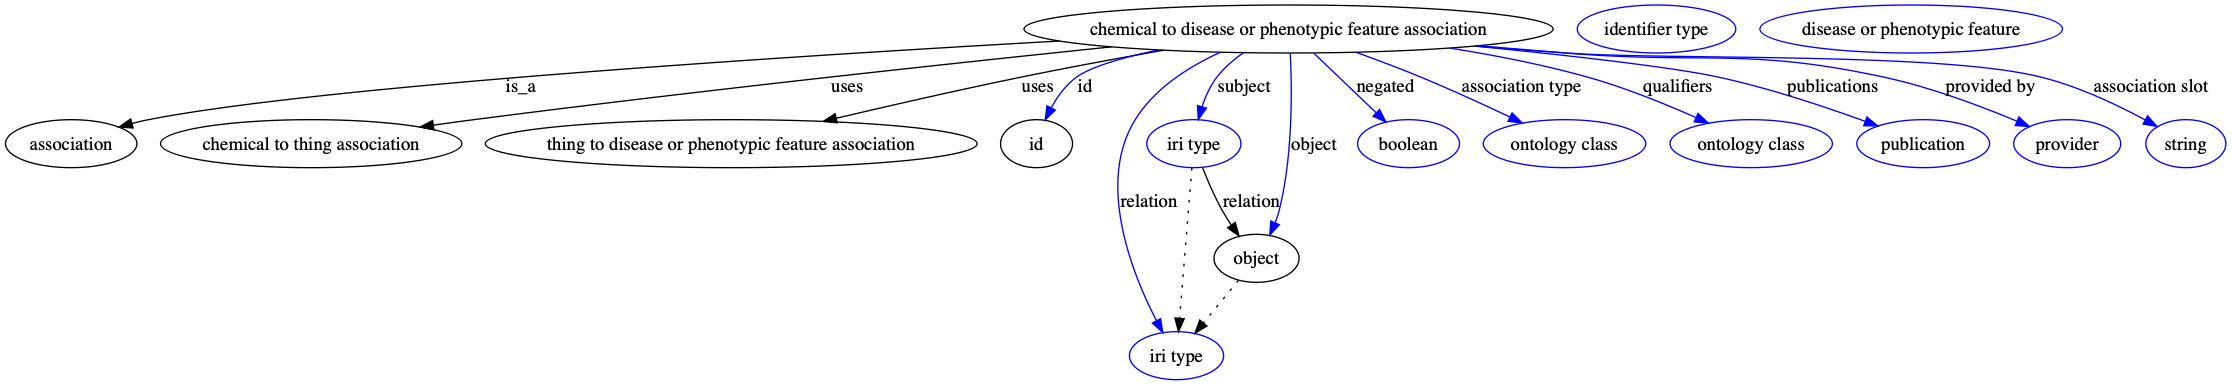 chemical to disease or phenotypic feature association
identifier type
disease or phenotypic feature
is_a
uses
uses
id
subject
negated
association type
qualifiers
publications
provided by
association slot
association
chemical to thing association
thing to disease or phenotypic feature association
id
iri type
object
boolean
ontology class
ontology class
publication
provider
string
relation
relation
object
iri type